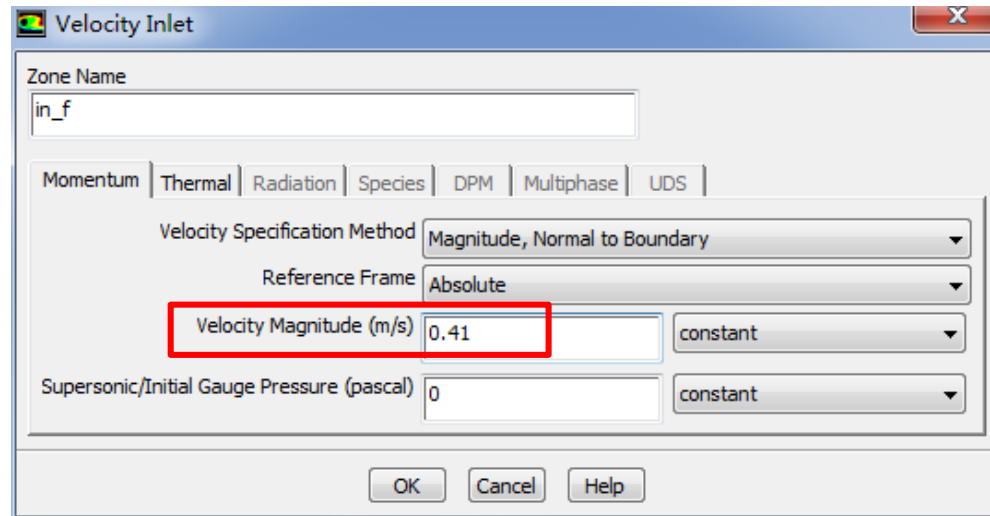 Velocity Inlet
Zone Name
in_f
Momentum Thermal Radiation Species DPM Multiphase UDS
Velocity Specification Method Magnitude, Normal to Boundary
Reference Frame Absolute
Velocity Magnitude (m/s) 0.41 constant
Supersonic/Initial Gauge Pressure (pascal) 0 constant
OK Cancel Help